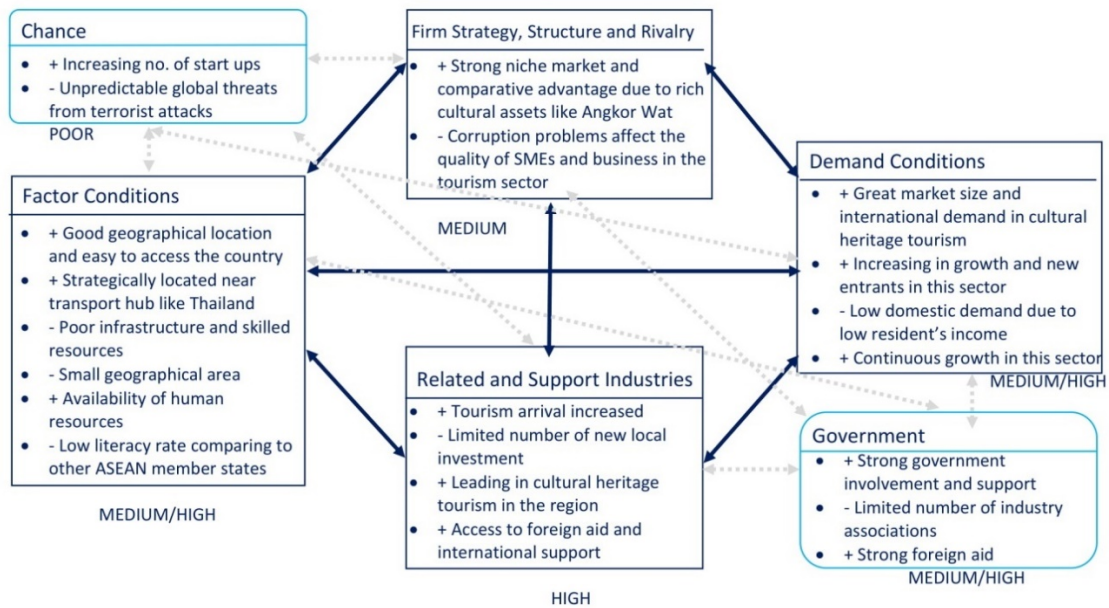 Chance
• + Increasing no. of start ups
• - Unpredictable global threats
from terrorist attacks
POOR
Firm Strategy, Structure and Rivalry
• + Strong niche market and
comparative advantage due to rich
cultural assets like Angkor Wat
• - Corruption problems affect the
quality of SMEs and business in the
tourism sector
MEDIUM
Demand Conditions
• + Great market size and
international demand in cultural
heritage tourism
• + Increasing in growth and new
entrants in this sector
• - Low domestic demand due to
low resident’s income
• + Continuous growth in this sector
MEDIUM/HIGH
Factor Conditions
• + Good geographical location
and easy to access the country
• + Strategically located near
transport hub like Thailand
• - Poor infrastructure and skilled
resources
• - Small geographical area
• + Availability of human
resources
• - Low literacy rate comparing to
other ASEAN member states
MEDIUM/HIGH
Related and Support Industries
• + Tourism arrival increased
• - Limited number of new local
investment
• + Leading in cultural heritage
tourism in the region
• + Access to foreign aid and
international support
HIGH
Government
• + Strong government
involvement and support
• - Limited number of industry
associations
• + Strong foreign aid
MEDIUM/HIGH